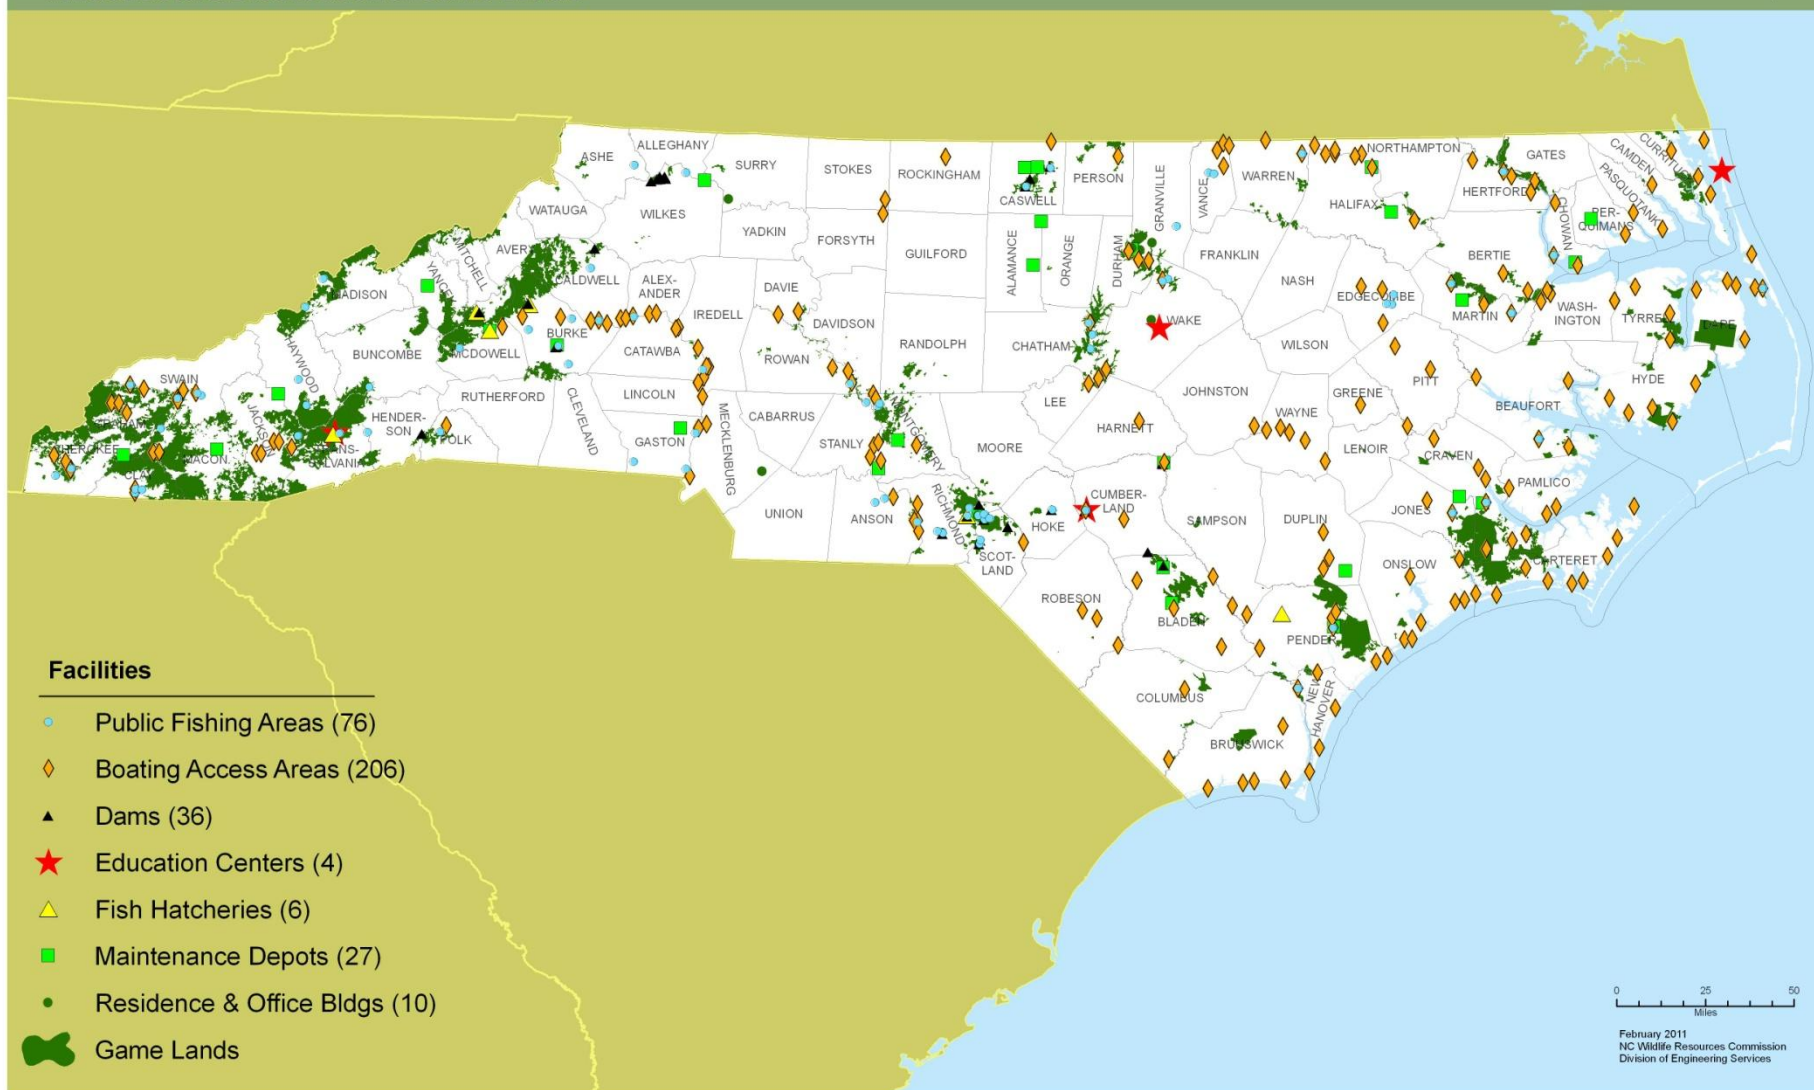 ASHE
ALLEGHANY
SURRY
STOKES
ROCKINGHAM
CASWELL
PERSON
GRANVILLE
VANCE
WARREN
NORTHAMPTON
HALIFAX
HERTFORD
GATES
CURRITUCK
CAMDEN
PASQUOTANK
PER-
QUIMANS
CHOWAN
WATAUGA
WILKES
YADKIN
FORSYTH
GUILFORD
ALAMANCE
ORANGE
DURHAM
FRANKLIN
NASH
EDGECOMBE
BERTIE
MARTIN
WASH-
INGTON
TYRREL
DARE
MITCHELL
AVERY
YANCEY
MADISON
CALDWELL
ALEX-
ANDER
IREDELL
DAVIE
DAVIDSON
RANDOLPH
CHATHAM
WAKE
WILSON
PITT
BEAUFORT
HYDE
HAYWOOD
BUNCOMBE
MCDOWELL
BURKE
CATAWBA
ROWAN
LEE
JOHNSTON
GREENE
WAYNE
SWAIN
GRAHAM
CHEROKEE
CLAY
MACON
JACKSON
TRANS-
SYLVANIA
HENDER-
SON
POLK
RUTHERFORD
CLEVELAND
LINCOLN
GASTON
MECKLENBURG
CABARRUS
STANLY
MONTGOMERY
MOORE
HARNETT
LENOIR
CRAVEN
PAMLICO
JONES
UNION
ANSON
RICHMOND
SCOT-
LAND
HOKE
CUMBER-
LAND
SAMPSON
DUPLIN
ONSLOW
CARTERET
ROBESON
BLADEN
PENDER
NEW
HANOVER
COLUMBUS
BRUNSWICK
Facilities
Public Fishing Areas (76)
Boating Access Areas (206)
Dams (36)
Education Centers (4)
Fish Hatcheries (6)
Maintenance Depots (27)
Residence & Office Bldgs (10)
Game Lands
0 25 50
Miles
February 2011
NC Wildlife Resources Commission
Division of Engineering Services